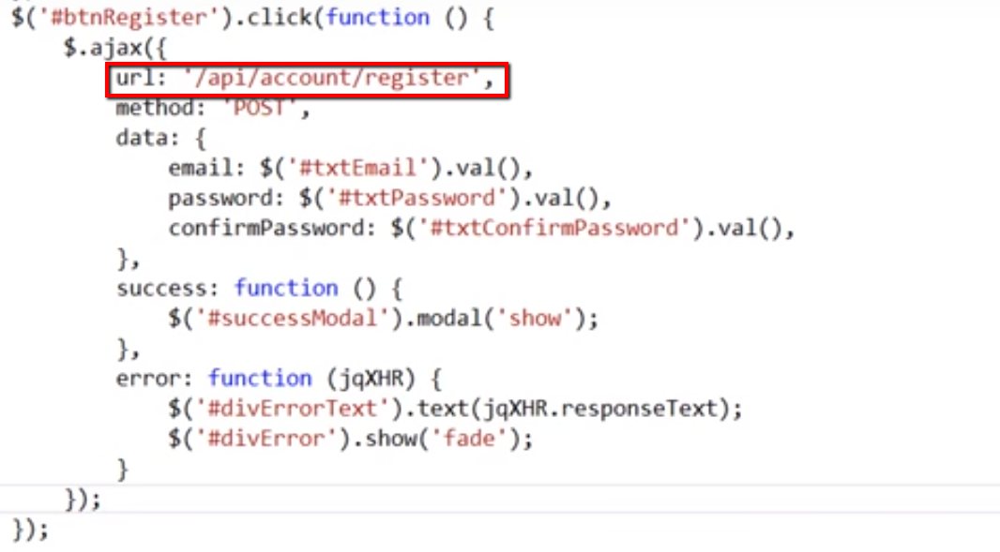 $('#btnRegister').click(function () {
    $.ajax({
        url: '/api/account/register',
        method: 'POST',
        data: {
            email: $('#txtEmail').val(),
            password: $('#txtPassword').val(),
            confirmPassword: $('#txtConfirmPassword').val(),
        },
        success: function () {
            $('#successModal').modal('show');
        },
        error: function (jqXHR) {
            $('#divErrorText').text(jqXHR.responseText);
            $('#divError').show('fade');
        }
    });
});